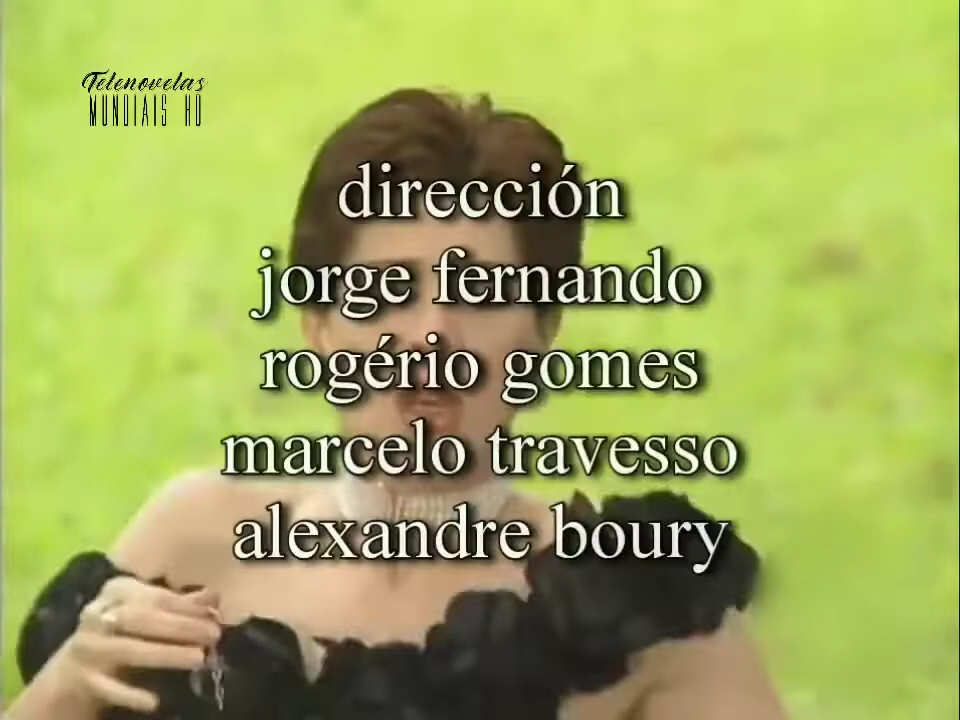 Telenovelas
MUNDIAIS HD
dirección
jorge fernando
rogério gomes
marcelo travesso
alexandre boury